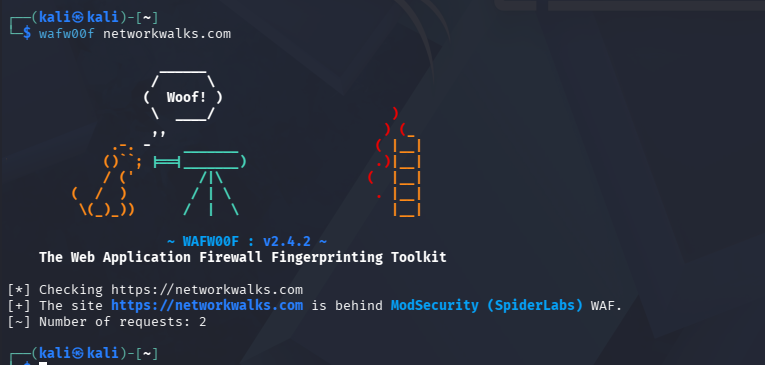 ┌──(kali㉿kali)-[~]
└─$ wafw00f networkwalks.com
Woof!
~ WAFW00F : v2.4.2 ~
The Web Application Firewall Fingerprinting Toolkit
[*] Checking https://networkwalks.com
[+] The site https://networkwalks.com is behind ModSecurity (SpiderLabs) WAF.
[~] Number of requests: 2
┌──(kali㉿kali)-[~]
└─$